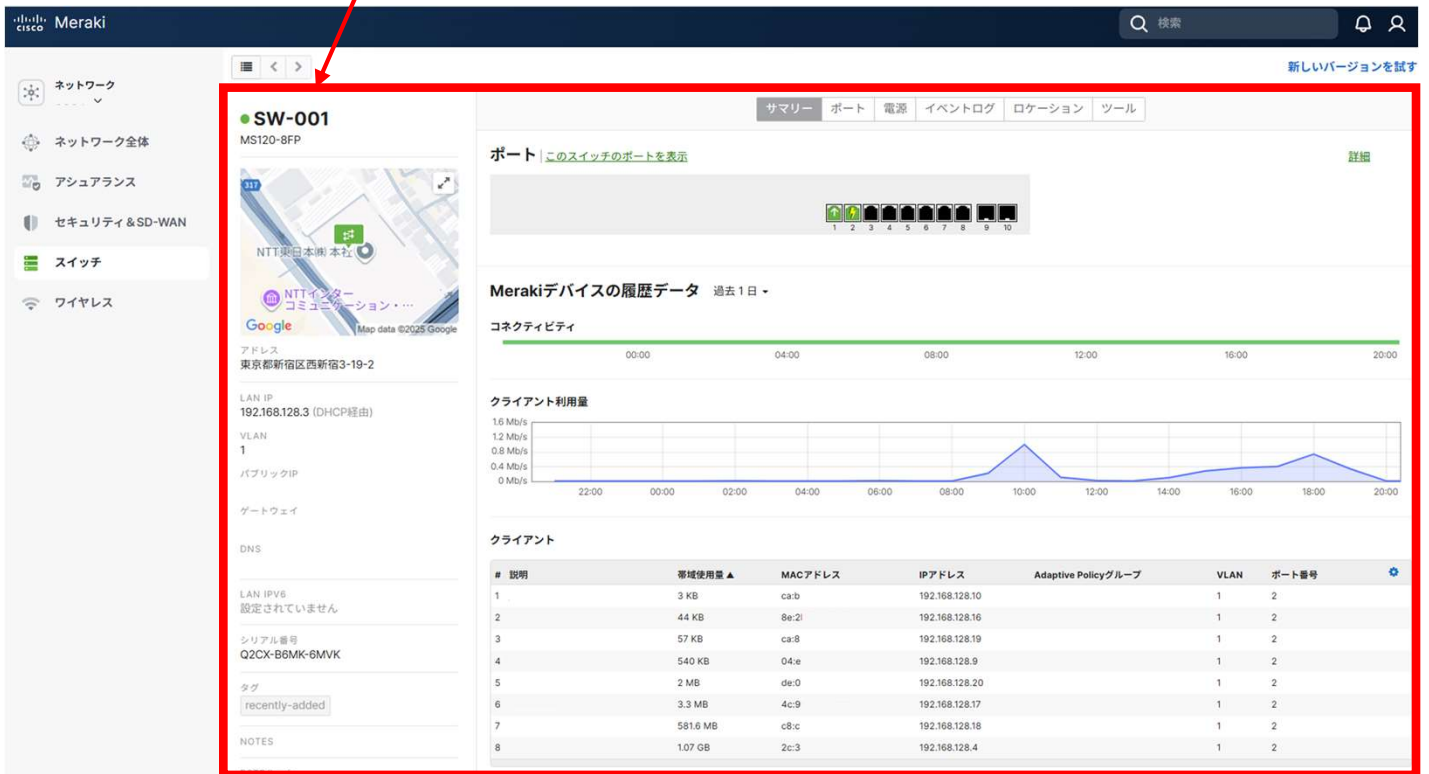 cisco Meraki
検索
新しいバージョンを試す
ネットワーク
ネットワーク全体
アシュアランス
セキュリティ＆SD-WAN
スイッチ
ワイヤレス
SW-001
MS120-8FP
317
NTT東日本㈱ 本社
NTTインター
コミュニケーション・…
Google
Map data ©2025 Google
アドレス
東京都新宿区西新宿3-19-2
LAN IP
192.168.128.3 (DHCP経由)
VLAN
1
パブリックIP
ゲートウェイ
DNS
LAN IPV6
設定されていません
シリアル番号
Q2CX-B6MK-6MVK
タグ
recently-added
NOTES
サマリー ポート 電源 イベントログ ロケーション ツール
ポート | このスイッチのポートを表示 詳細
1 2 3 4 5 6 7 8 9 10
Merakiデバイスの履歴データ 過去1日
コネクティビティ
00:00 04:00 08:00 12:00 16:00 20:00
クライアント利用量
1.6 Mb/s
1.2 Mb/s
0.8 Mb/s
0.4 Mb/s
0 Mb/s
22:00 00:00 02:00 04:00 06:00 08:00 10:00 12:00 14:00 16:00 18:00 20:00
クライアント
# 説明 帯域使用量▲ MACアドレス IPアドレス Adaptive Policyグループ VLAN ポート番号
1 3 KB ca:b 192.168.128.10 1 2
2 44 KB 8e:2 192.168.128.16 1 2
3 57 KB ca:8 192.168.128.19 1 2
4 540 KB 04:e 192.168.128.9 1 2
5 2 MB de:0 192.168.128.20 1 2
6 3.3 MB 4c:9 192.168.128.17 1 2
7 581.6 MB c8:c 192.168.128.18 1 2
8 1.07 GB 2c:3 192.168.128.4 1 2